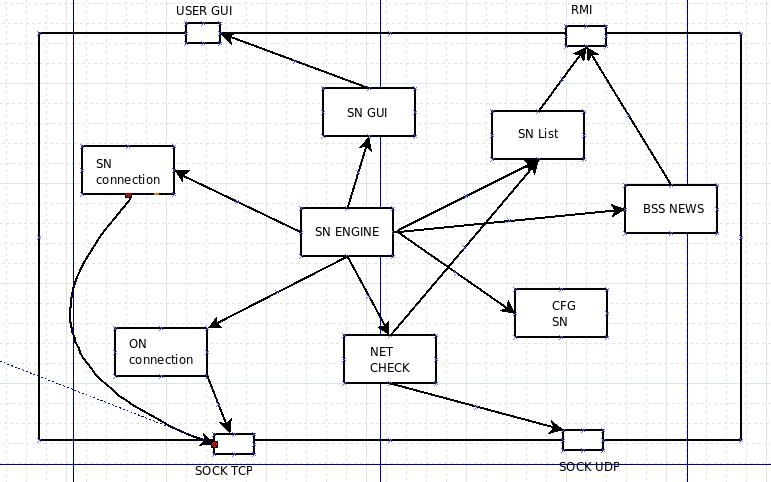 USER GUI
RMI
SN GUI
SN List
SN
connection
BSS NEWS
SN ENGINE
CFG
SN
ON
connection
NET
CHECK
SOCK TCP
SOCK UDP